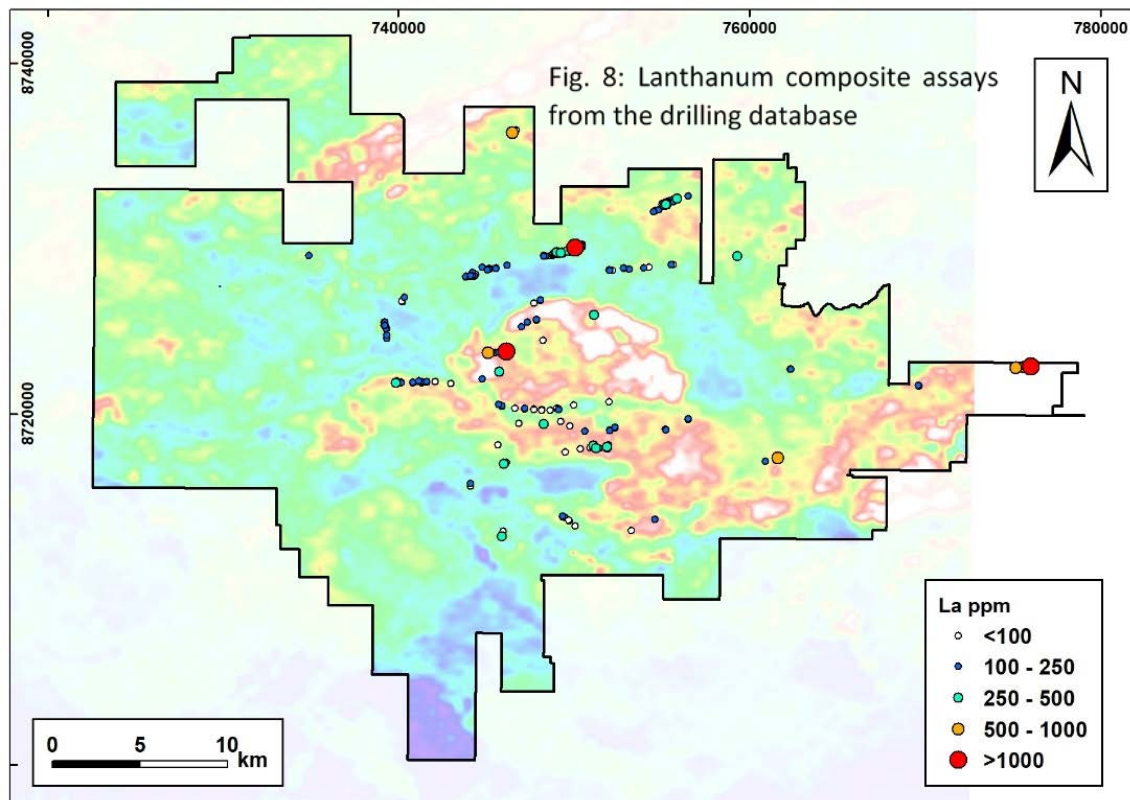 740000
760000
780000
8740000
Fig. 8: Lanthanum composite assays
from the drilling database
N
8720000
La ppm
<100
100 - 250
250 - 500
500 - 1000
>1000
0 5 10
km